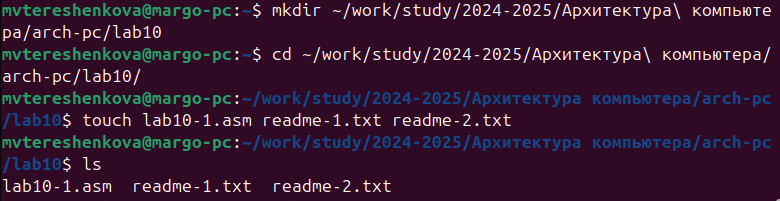 mvtereshenkova@margo-pc:~$ mkdir ~/work/study/2024-2025/Архитектура\ компьюте
ра/arch-pc/lab10
mvtereshenkova@margo-pc:~$ cd ~/work/study/2024-2025/Архитектура\ компьютера/
arch-pc/lab10/
mvtereshenkova@margo-pc:~/work/study/2024-2025/Архитектура компьютера/arch-pc
/lab10$ touch lab10-1.asm readme-1.txt readme-2.txt
mvtereshenkova@margo-pc:~/work/study/2024-2025/Архитектура компьютера/arch-pc
/lab10$ ls
lab10-1.asm  readme-1.txt  readme-2.txt